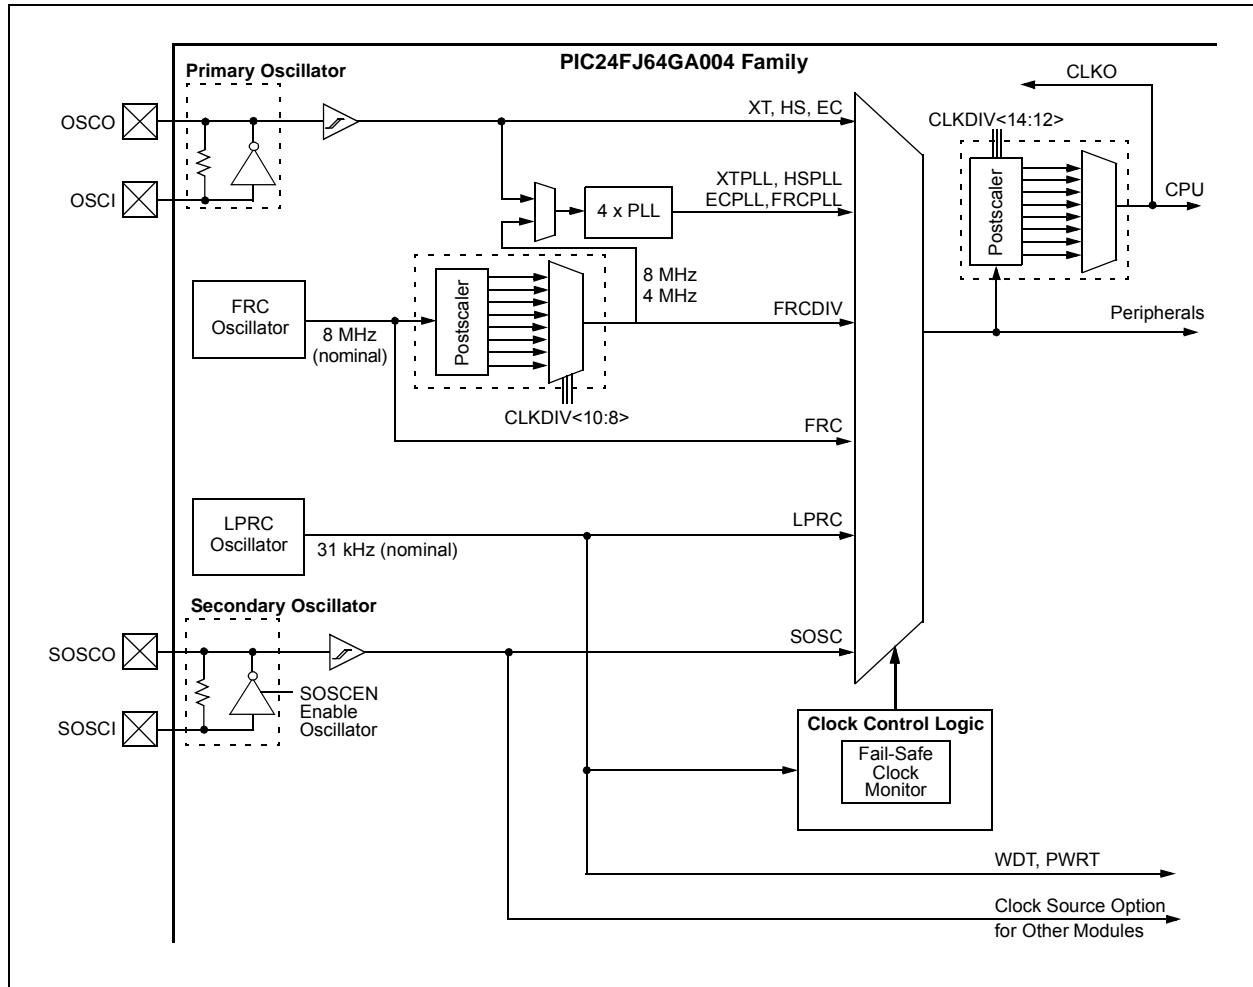 PIC24FJ64GA004 Family
Primary Oscillator
CLKO
OSCO
XT, HS, EC
CLKDIV<14:12>
OSCI
XTPLL, HSPLL
ECPLL,FRCPLL
4 x PLL
Postscaler
CPU
FRC
Oscillator
8 MHz
(nominal)
Postscaler
8 MHz
4 MHz
FRCDIV
Peripherals
CLKDIV<10:8>
FRC
LPRC
Oscillator
31 kHz (nominal)
LPRC
Secondary Oscillator
SOSCO
SOSC
SOSCEN
Enable
Oscillator
SOSCI
Clock Control Logic
Fail-Safe
Clock
Monitor
WDT, PWRT
Clock Source Option
for Other Modules